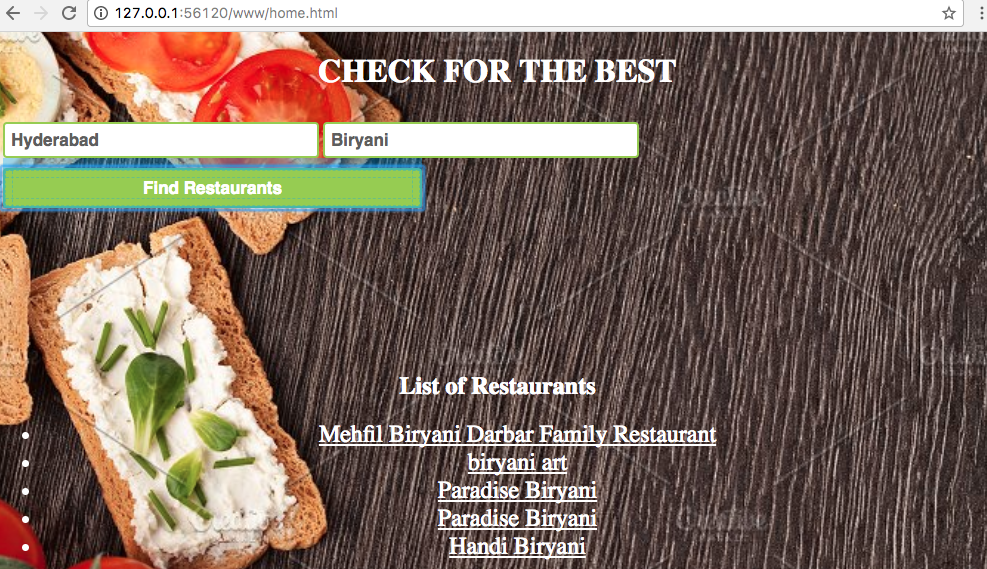 127.0.0.1:56120/www/home.html
CHECK FOR THE BEST
Hyderabad Biryani
Find Restaurants
List of Restaurants
• Mehfil Biryani Darbar Family Restaurant
• biryani art
• Paradise Biryani
• Paradise Biryani
• Handi Biryani